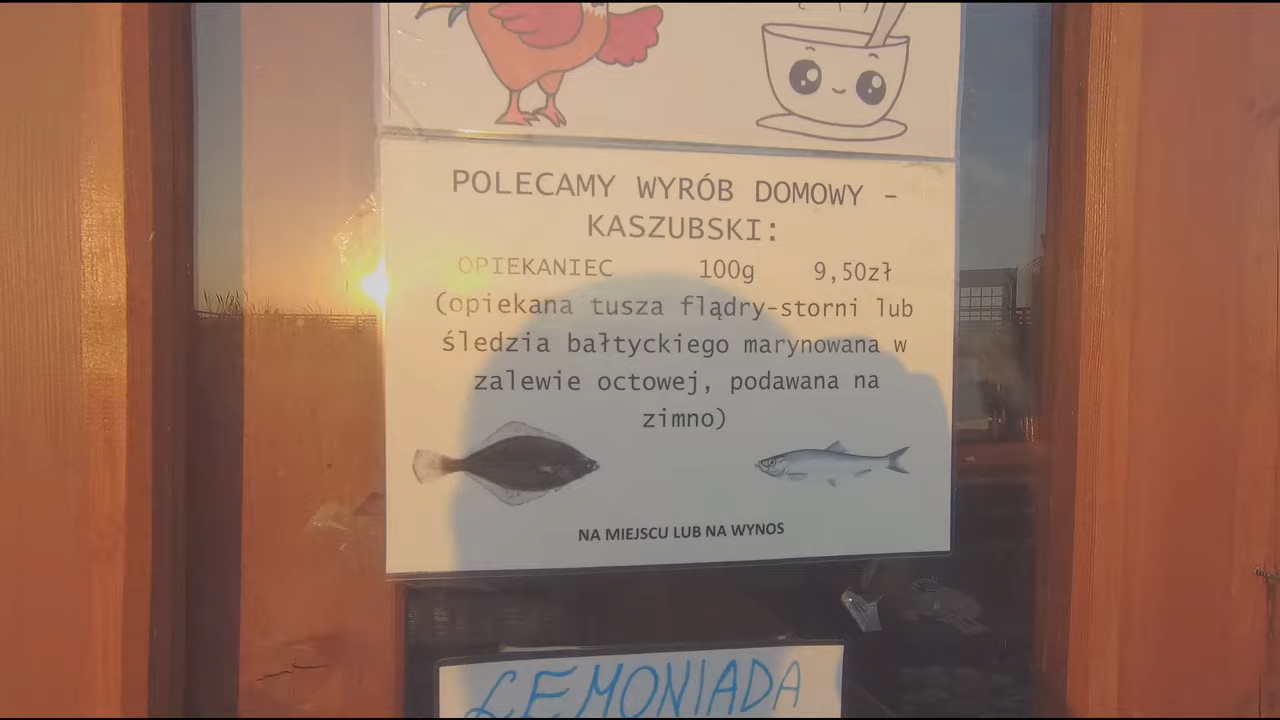 POLECAMY WYRÓB DOMOWY -
KASZUBSKI:
OPIEKANIEC 100g 9,50zł
(opiekana tusza flądry-storni lub
śledzia bałtyckiego marynowana w
zalewie octowej, podawana na
zimno)
NA MIEJSCU LUB NA WYNOS
LEMONIADA